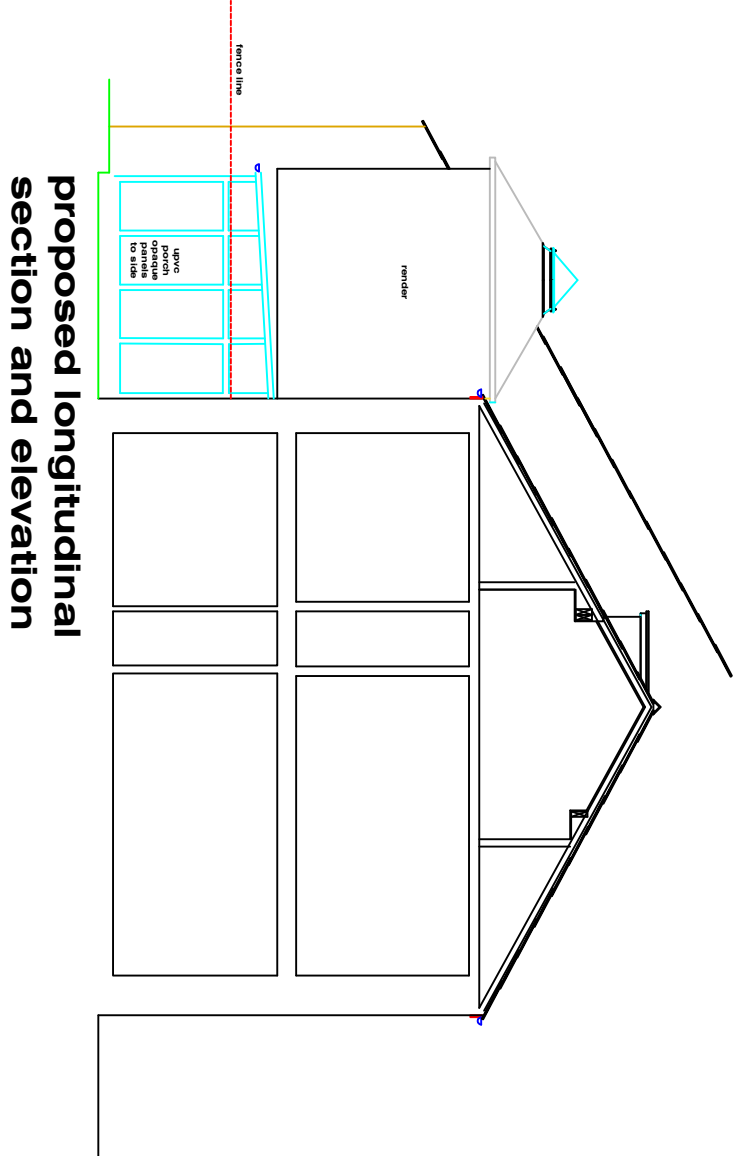 fence line
render
upvc
porch
opaque
panels
to side
proposed longitudinal
section and elevation